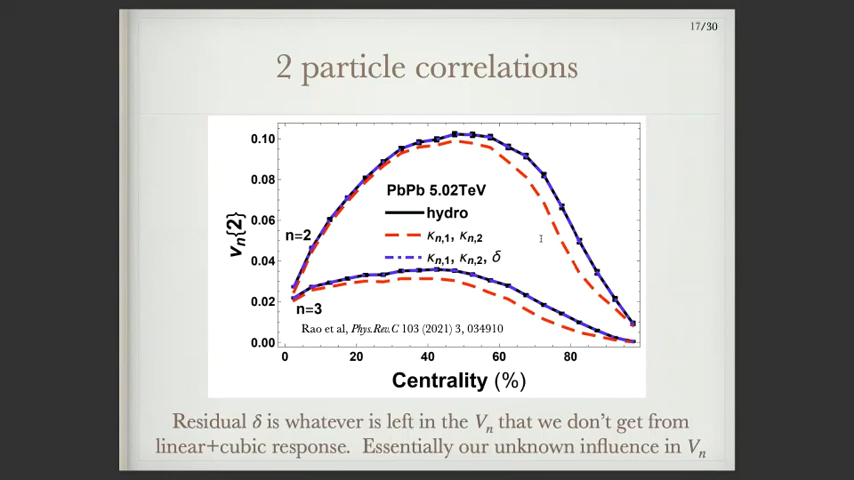 17/30
2 particle correlations
0.10
0.08
0.06
0.04
0.02
0.00
vₙ{2}
PbPb 5.02TeV
hydro
κₙ,₁, κₙ,₂
κₙ,₁, κₙ,₂, δ
n=2
n=3
Rao et al, Phys.Rev.C 103 (2021) 3, 034910
0 20 40 60 80
Centrality (%)
Residual δ is whatever is left in the Vₙ that we don’t get from
linear+cubic response. Essentially our unknown influence in Vₙ